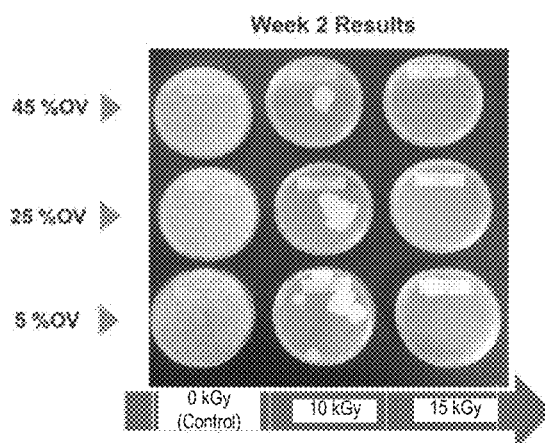 Week 2 Results
45 %OV
25 %OV
5 %OV
0 kGy
(Control)
10 kGy
15 kGy